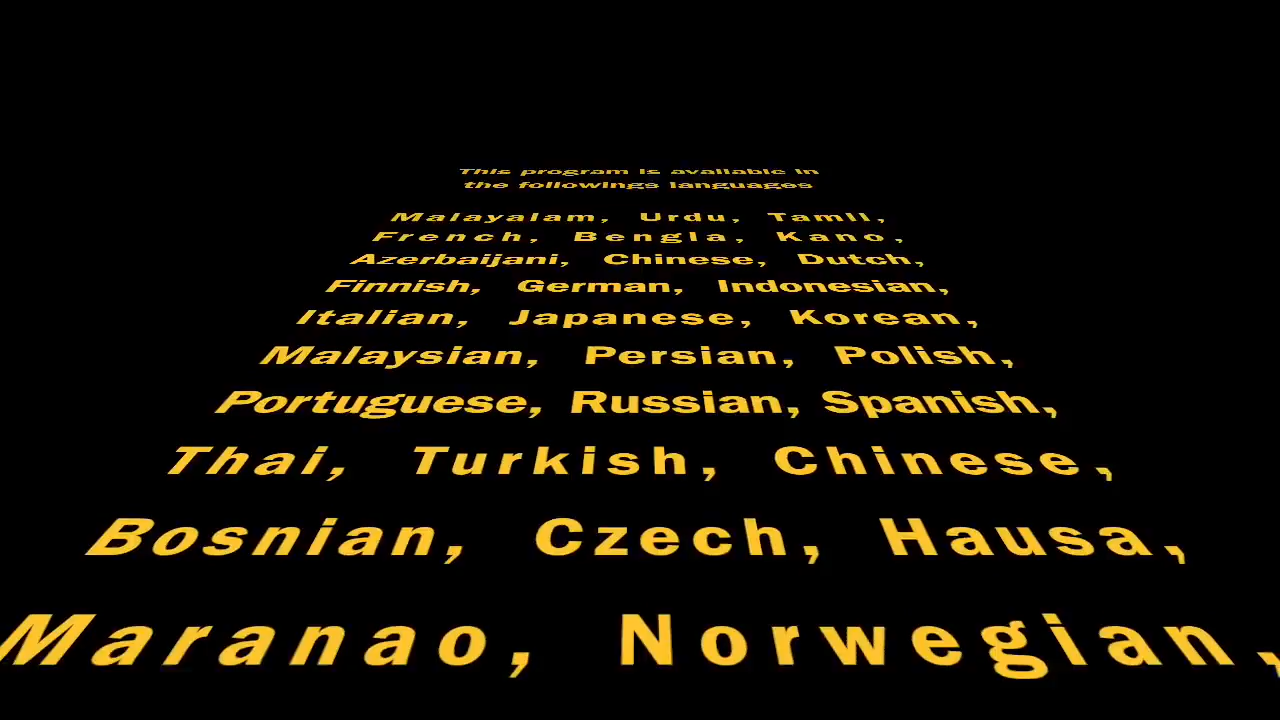 This program is available in
the followings languages
Malayalam, Urdu, Tamil,
French, Bengla, Kano,
Azerbaijani, Chinese, Dutch,
Finnish, German, Indonesian,
Italian, Japanese, Korean,
Malaysian, Persian, Polish,
Portuguese, Russian, Spanish,
Thai, Turkish, Chinese,
Bosnian, Czech, Hausa,
Maranao, Norwegian,